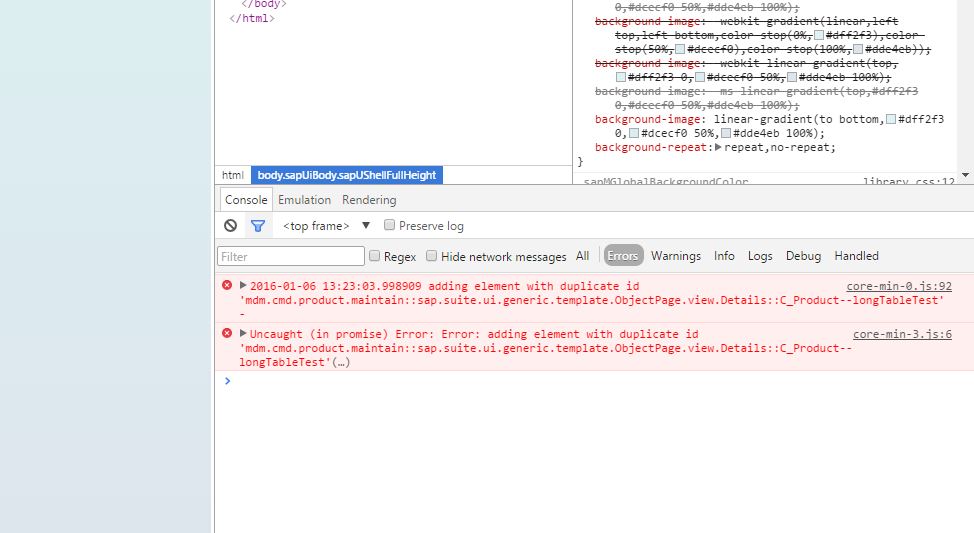 </body>
</html>
0,#dcecf0 50%,#dde4eb 100%);
background-image: -webkit-gradient(linear,left
top,left bottom,color-stop(0%,#dff2f3),color-
stop(50%,#dcecf0),color-stop(100%,#dde4eb));
background-image: -webkit-linear-gradient(top,
#dff2f3 0,#dcecf0 50%,#dde4eb 100%);
background-image: -ms-linear-gradient(top,#dff2f3
0,#dcecf0 50%,#dde4eb 100%);
background-image: linear-gradient(to bottom,#dff2f3
0,#dcecf0 50%,#dde4eb 100%);
background-repeat:▶repeat,no-repeat;
}
sapMGlobalBackgroundColor library.css:12
html body.sapUiBody.sapUShellFullHeight
Console Emulation Rendering
<top frame> ▼ Preserve log
Filter Regex Hide network messages All Errors Warnings Info Logs Debug Handled
▶2016-01-06 13:23:03.998909 adding element with duplicate id core-min-0.js:92
'mdm.cmd.product.maintain::sap.suite.ui.generic.template.ObjectPage.view.Details::C_Product--longTableTest'
-
▶Uncaught (in promise) Error: Error: adding element with duplicate id core-min-3.js:6
'mdm.cmd.product.maintain::sap.suite.ui.generic.template.ObjectPage.view.Details::C_Product--
longTableTest'(…)
>